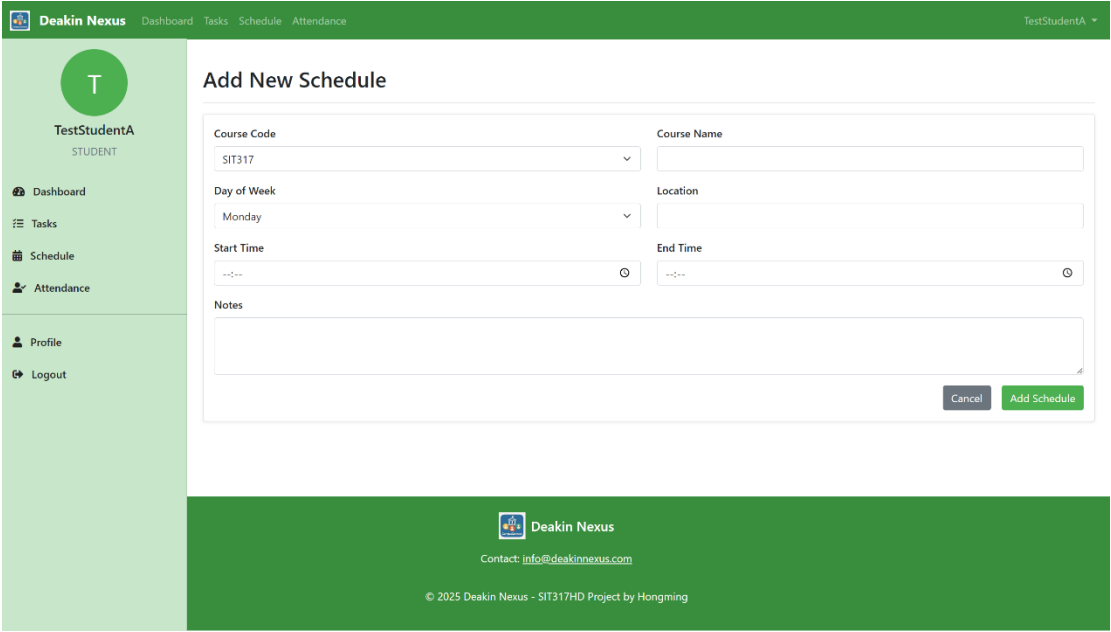 Deakin Nexus Dashboard Tasks Schedule Attendance TestStudentA
T
TestStudentA
STUDENT
Dashboard
Tasks
Schedule
Attendance
Profile
Logout
Add New Schedule
Course Code Course Name
SIT317
Day of Week Location
Monday
Start Time End Time
--:-- --:--
Notes
Cancel Add Schedule
Deakin Nexus
Contact: info@deakinnexus.com
© 2025 Deakin Nexus - SIT317HD Project by Hongming